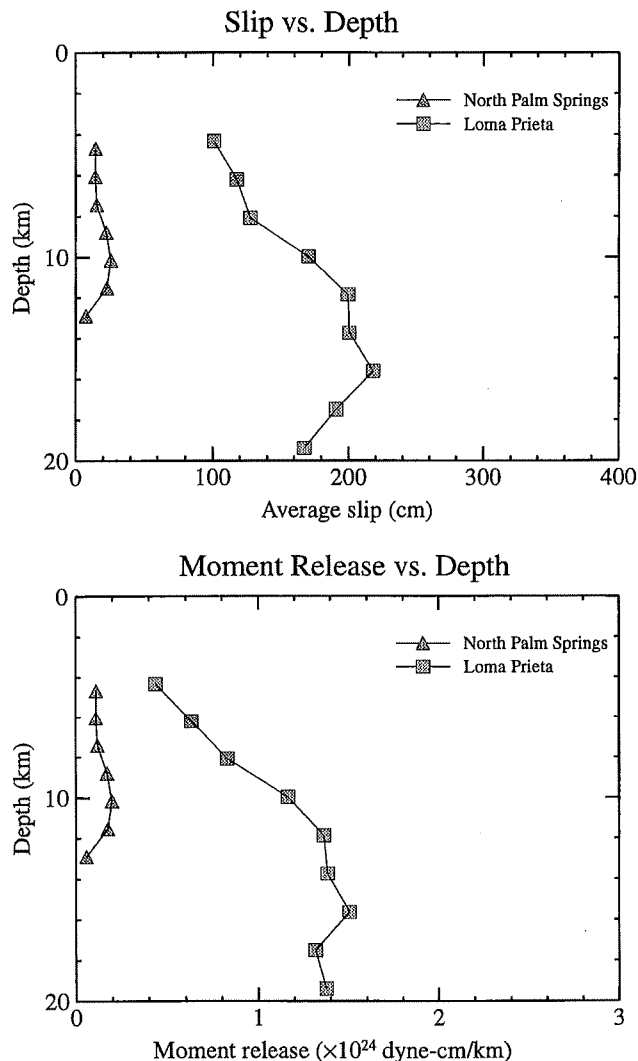 Slip vs. Depth
0
North Palm Springs
Loma Prieta
Depth (km)
10
20
0 100 200 300 400
Average slip (cm)
Moment Release vs. Depth
0
North Palm Springs
Loma Prieta
Depth (km)
10
20
0 1 2 3
Moment release (×10²⁴ dyne-cm/km)